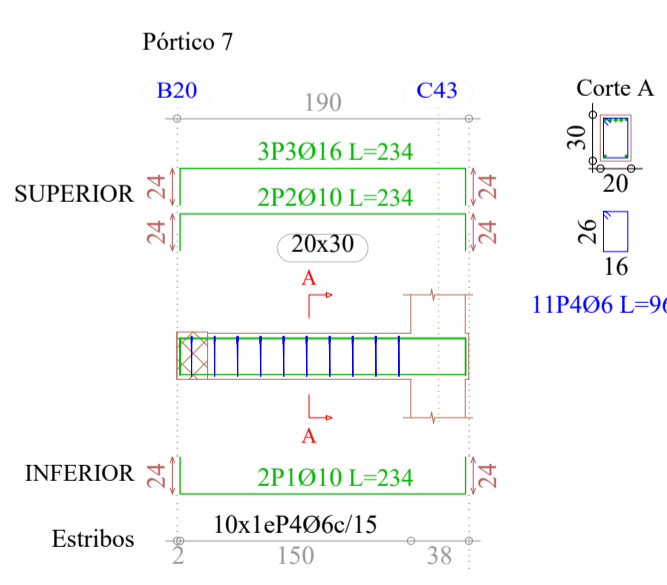 Pórtico 7
B20
C43
190
Corte A
30
20
3P3Ø16 L=234
24
24
SUPERIOR
2P2Ø10 L=234
24
24
20x30
26
16
11P4Ø6 L=96
A
A
INFERIOR
24
2P1Ø10 L=234
24
Estribos
10x1eP4Ø6c/15
2
150
38